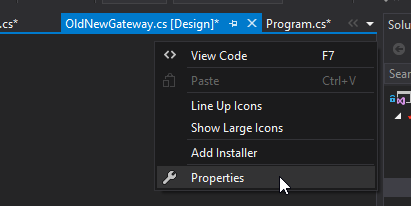 .cs*
OldNewGateway.cs [Design]*
Program.cs*
Solu
View Code F7
Paste Ctrl+V
Sear
Line Up Icons
Show Large Icons
Add Installer
Properties